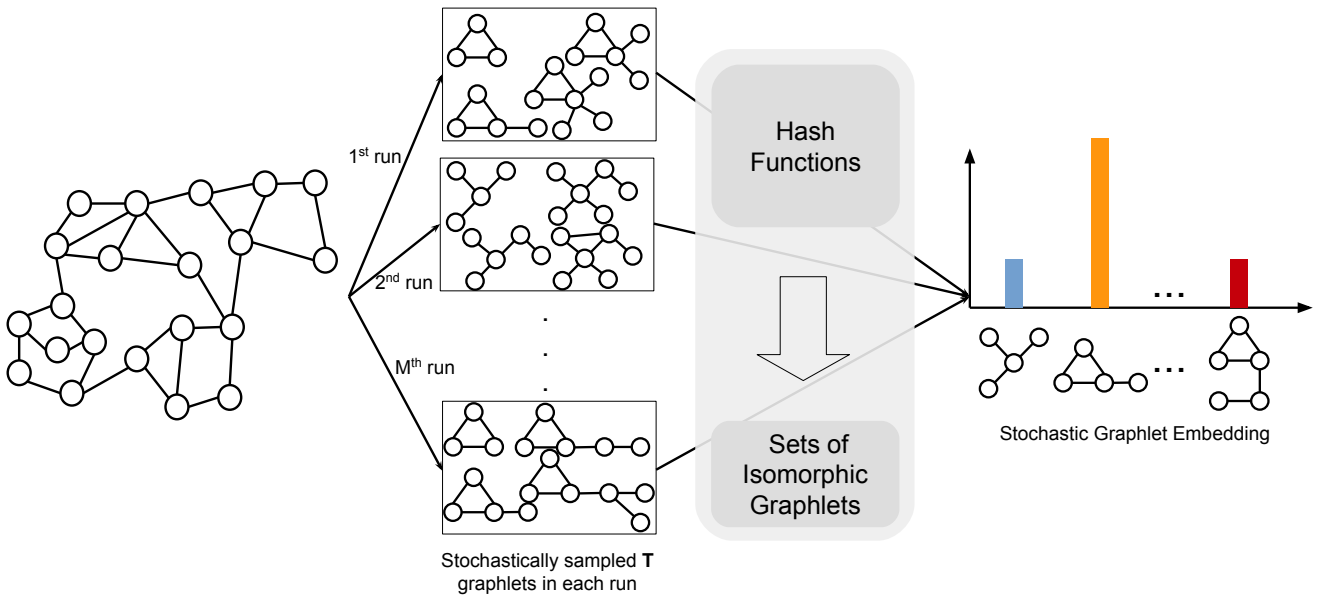 1st run
2nd run
.
.
.
Mth run
Stochastically sampled T
graphlets in each run
Hash
Functions
Sets of
Isomorphic
Graphlets
...
...
Stochastic Graphlet Embedding